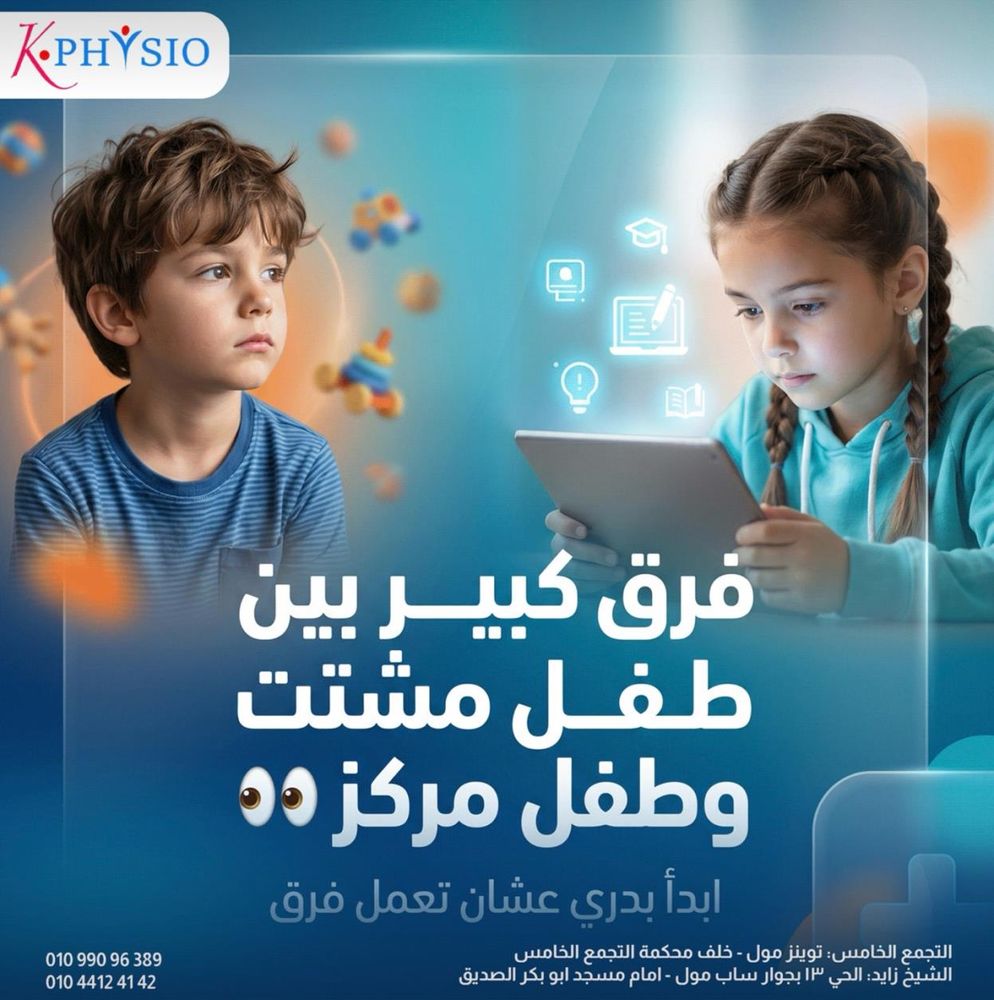 K·PHYSIO
فرق كبيـر بين
طـفـل مشتت
وطفل مركز 👀
ابدأ بدري عشان تعمل فرق
التجمع الخامس: توينز مول - خلف محكمة التجمع الخامس
الشيخ زايد: الحي ١٣ بجوار ساب مول - امام مسجد ابو بكر الصديق
010 990 96 389
010 4412 41 42